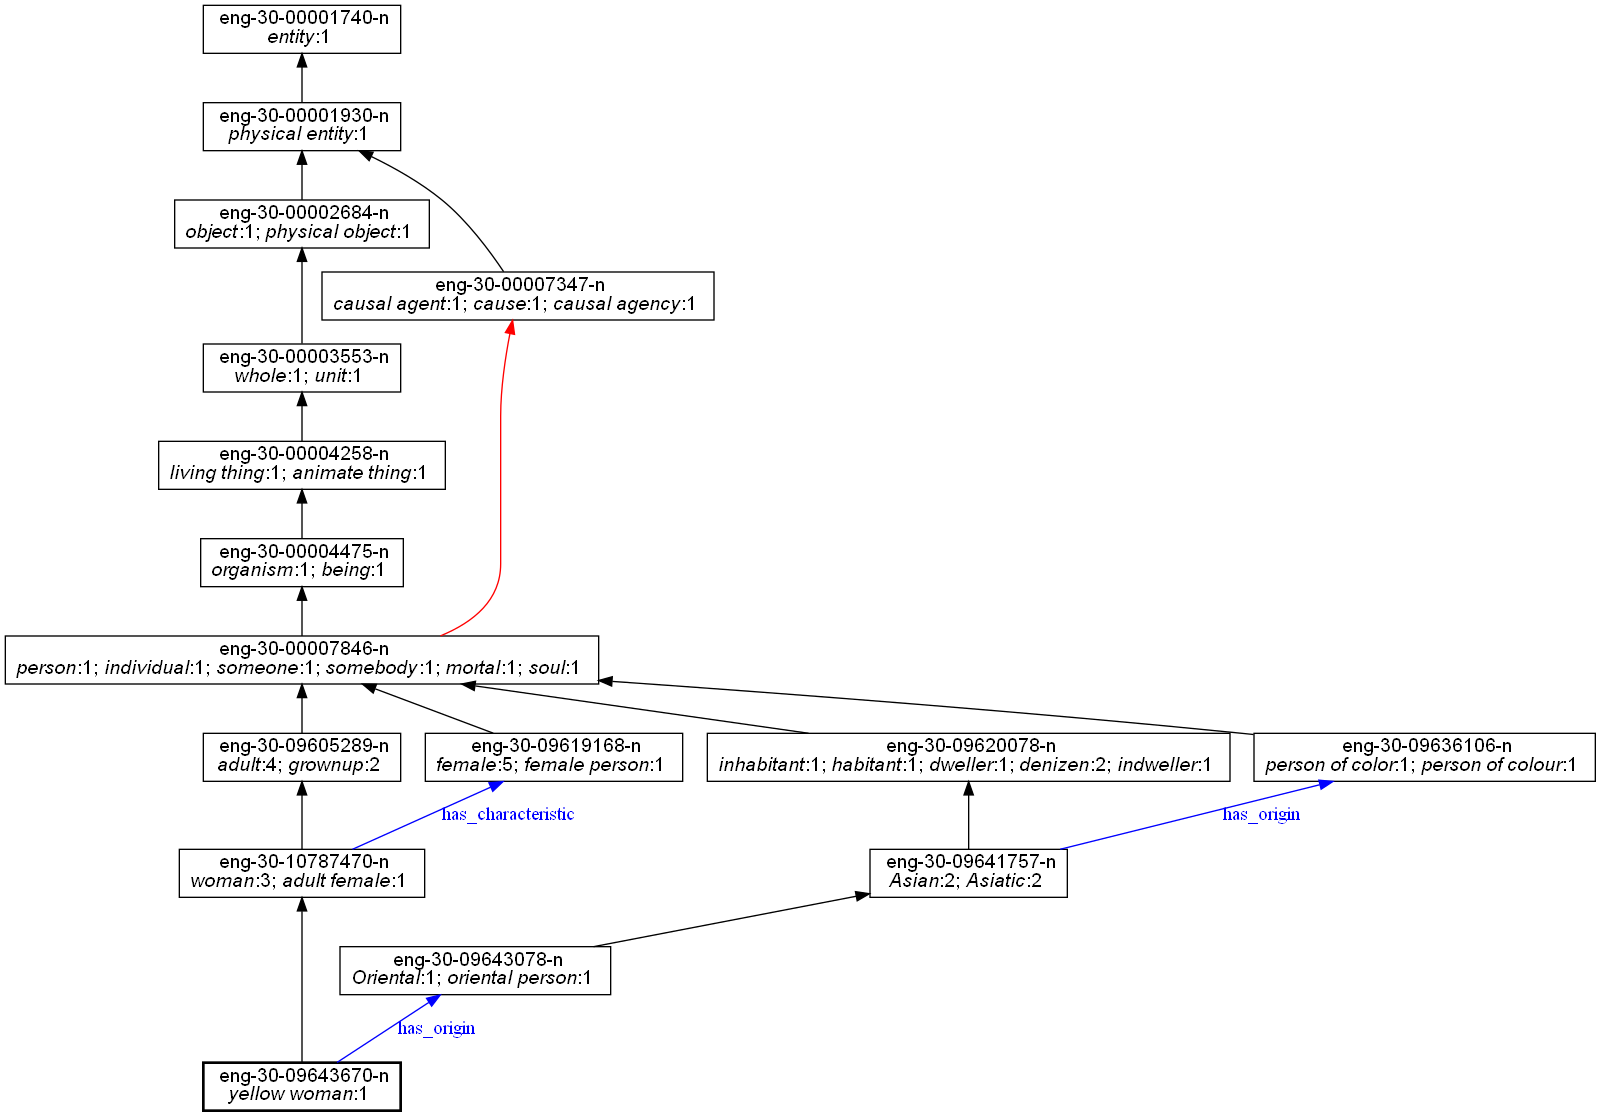 eng-30-00001740-n
entity:1
eng-30-00001930-n
physical entity:1
eng-30-00002684-n
object:1; physical object:1
eng-30-00007347-n
causal agent:1; cause:1; causal agency:1
eng-30-00003553-n
whole:1; unit:1
eng-30-00004258-n
living thing:1; animate thing:1
eng-30-00004475-n
organism:1; being:1
eng-30-00007846-n
person:1; individual:1; someone:1; somebody:1; mortal:1; soul:1
eng-30-09605289-n
adult:4; grownup:2
eng-30-09619168-n
female:5; female person:1
eng-30-09620078-n
inhabitant:1; habitant:1; dweller:1; denizen:2; indweller:1
eng-30-09636106-n
person of color:1; person of colour:1
has_characteristic
has_origin
eng-30-10787470-n
woman:3; adult female:1
eng-30-09641757-n
Asian:2; Asiatic:2
eng-30-09643078-n
Oriental:1; oriental person:1
has_origin
eng-30-09643670-n
yellow woman:1